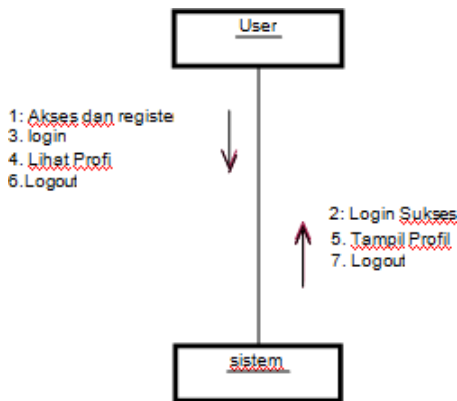 User
1: Akses dan registe
3. login
4. Lihat Profi
6.Logout
2: Login Sukses
5. Tampil Profil
7. Logout
sistem